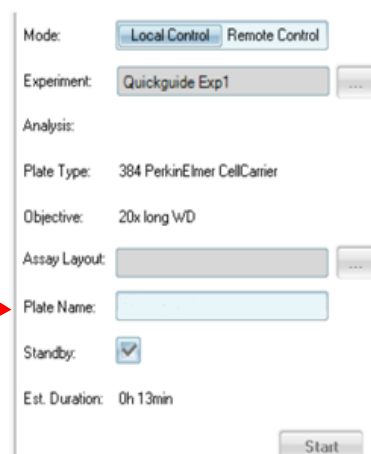 Mode: Local Control Remote Control
Experiment: Quickguide Exp1 ...
Analysis:
Plate Type: 384 PerkinElmer CellCarrier
Objective: 20x long WD
Assay Layout: ...
Plate Name:
Standby:
Est. Duration: 0h 13min
Start